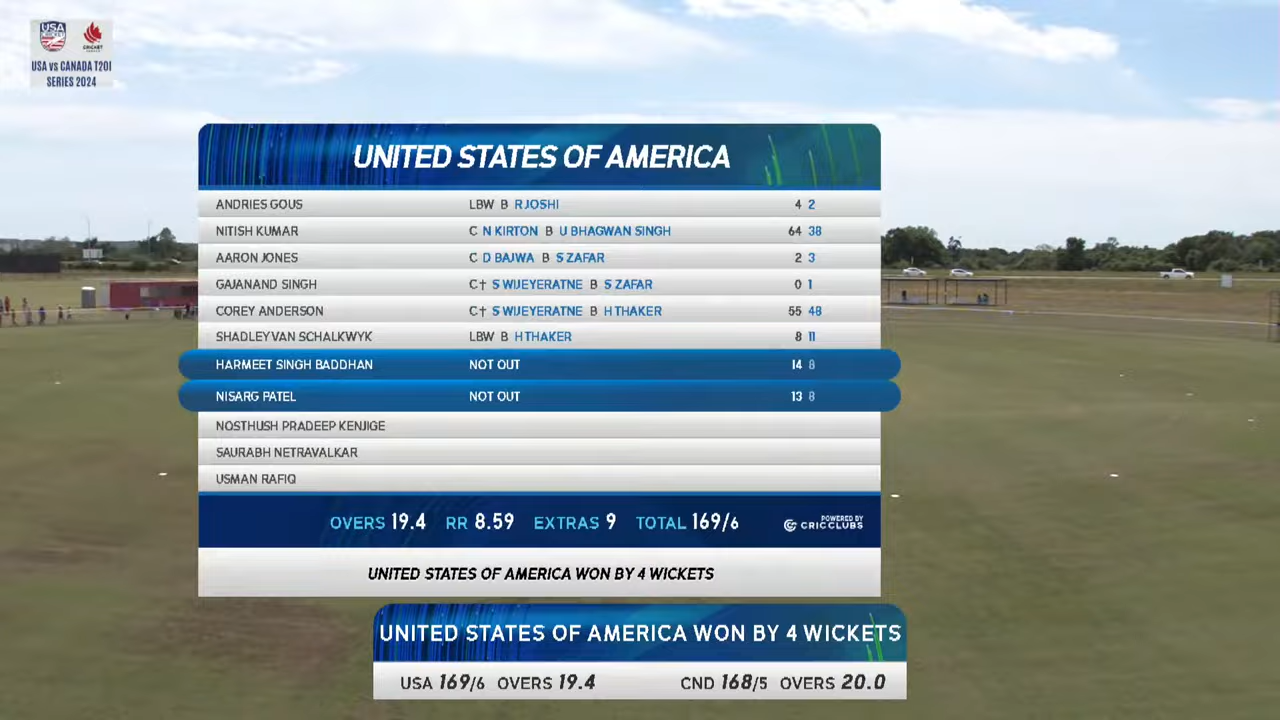 USA
CRICKET
CRICKET
USA vs CANADA T20I
SERIES 2024
UNITED STATES OF AMERICA
ANDRIES GOUS LBW B R JOSHI 4 2
NITISH KUMAR C N KIRTON B U BHAGWAN SINGH 64 38
AARON JONES C D BAJWA B S ZAFAR 2 3
GAJANAND SINGH C† S WIJEYERATNE B S ZAFAR 0 1
COREY ANDERSON C† S WIJEYERATNE B H THAKER 55 48
SHADLEY VAN SCHALKWYK LBW B H THAKER 8 11
HARMEET SINGH BADDHAN NOT OUT 14 8
NISARG PATEL NOT OUT 13 8
NOSTHUSH PRADEEP KENJIGE
SAURABH NETRAVALKAR
USMAN RAFIQ
OVERS 19.4 RR 8.59 EXTRAS 9 TOTAL 169/6 POWERED BY
CRICCLUBS
UNITED STATES OF AMERICA WON BY 4 WICKETS
UNITED STATES OF AMERICA WON BY 4 WICKETS
USA 169/6 OVERS 19.4 CND 168/5 OVERS 20.0